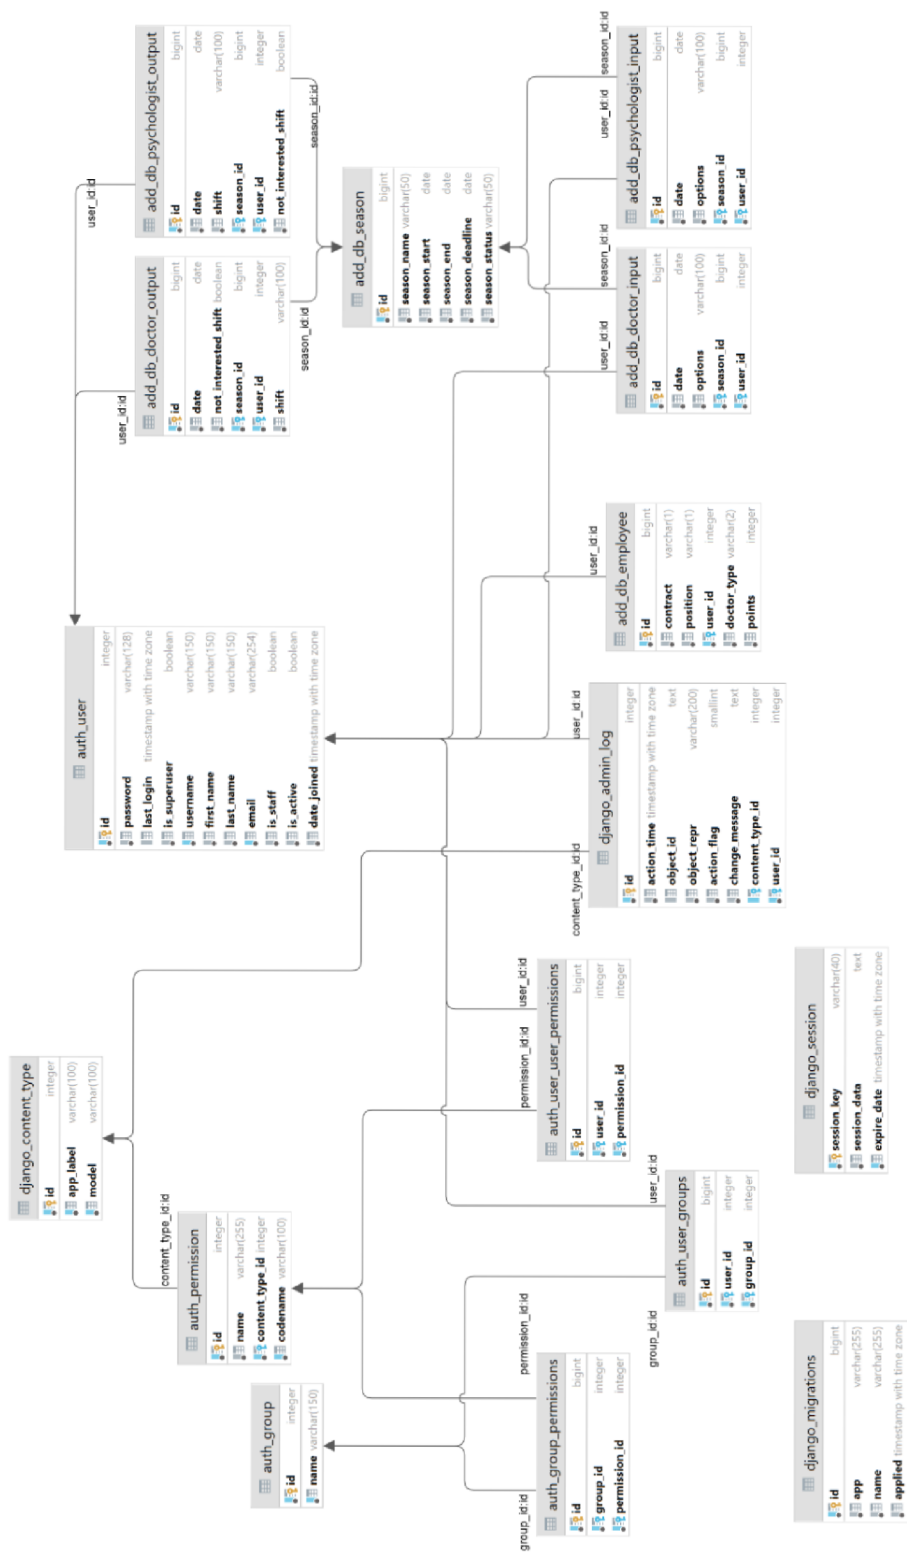 django_content_type
id integer
app_label varchar(100)
model varchar(100)
content_type_id:id
auth_permission
id integer
name varchar(255)
content_type_id integer
codename varchar(100)
auth_group
id integer
name varchar(150)
group_id:id
auth_group_permissions
id bigint
group_id integer
permission_id integer
permission_id:id
group_id:id
auth_user_groups
id bigint
user_id integer
group_id integer
user_id:id
permission_id:id
auth_user_user_permissions
id bigint
user_id integer
permission_id integer
user_id:id
django_migrations
id bigint
app varchar(255)
name varchar(255)
applied timestamp with time zone
django_session
session_key varchar(40)
session_data text
expire_date timestamp with time zone
auth_user
id integer
password varchar(128)
last_login timestamp with time zone
is_superuser boolean
username varchar(150)
first_name varchar(150)
last_name varchar(150)
email varchar(254)
is_staff boolean
is_active boolean
date_joined timestamp with time zone
content_type_id:id
django_admin_log
id integer
action_time timestamp with time zone
object_id text
object_repr varchar(200)
action_flag smallint
change_message text
content_type_id integer
user_id integer
user_id:id
add_db_employee
id bigint
contract varchar(1)
position varchar(1)
user_id integer
doctor_type varchar(2)
points integer
user_id:id
user_id:id
add_db_doctor_output
id bigint
date date
not_interested_shift boolean
season_id bigint
user_id integer
shift varchar(100)
season_id:id
user_id:id
add_db_psychologist_output
id bigint
date date
shift varchar(100)
season_id bigint
user_id integer
not_interested_shift boolean
season_id:id
add_db_season
id bigint
season_name varchar(50)
season_start date
season_end date
season_deadline date
season_status varchar(50)
user_id:id
add_db_doctor_input
id bigint
date date
options varchar(100)
season_id bigint
user_id integer
season_id:id
user_id:id
add_db_psychologist_input
id bigint
date date
options varchar(100)
season_id bigint
user_id integer
season_id:id